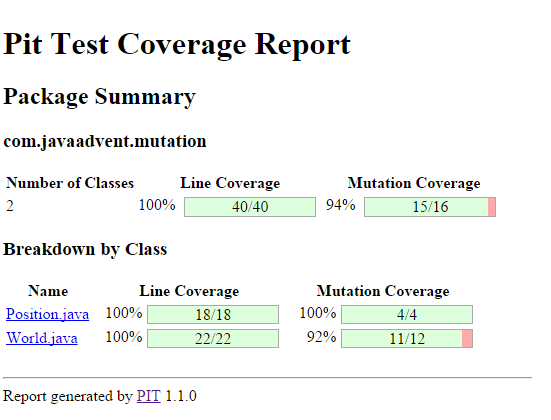 Pit Test Coverage Report
Package Summary
com.javaadvent.mutation
Number of Classes Line Coverage Mutation Coverage
2 100% 40/40 94% 15/16
Breakdown by Class
Name Line Coverage Mutation Coverage
Position.java 100% 18/18 100% 4/4
World.java 100% 22/22 92% 11/12
Report generated by PIT 1.1.0